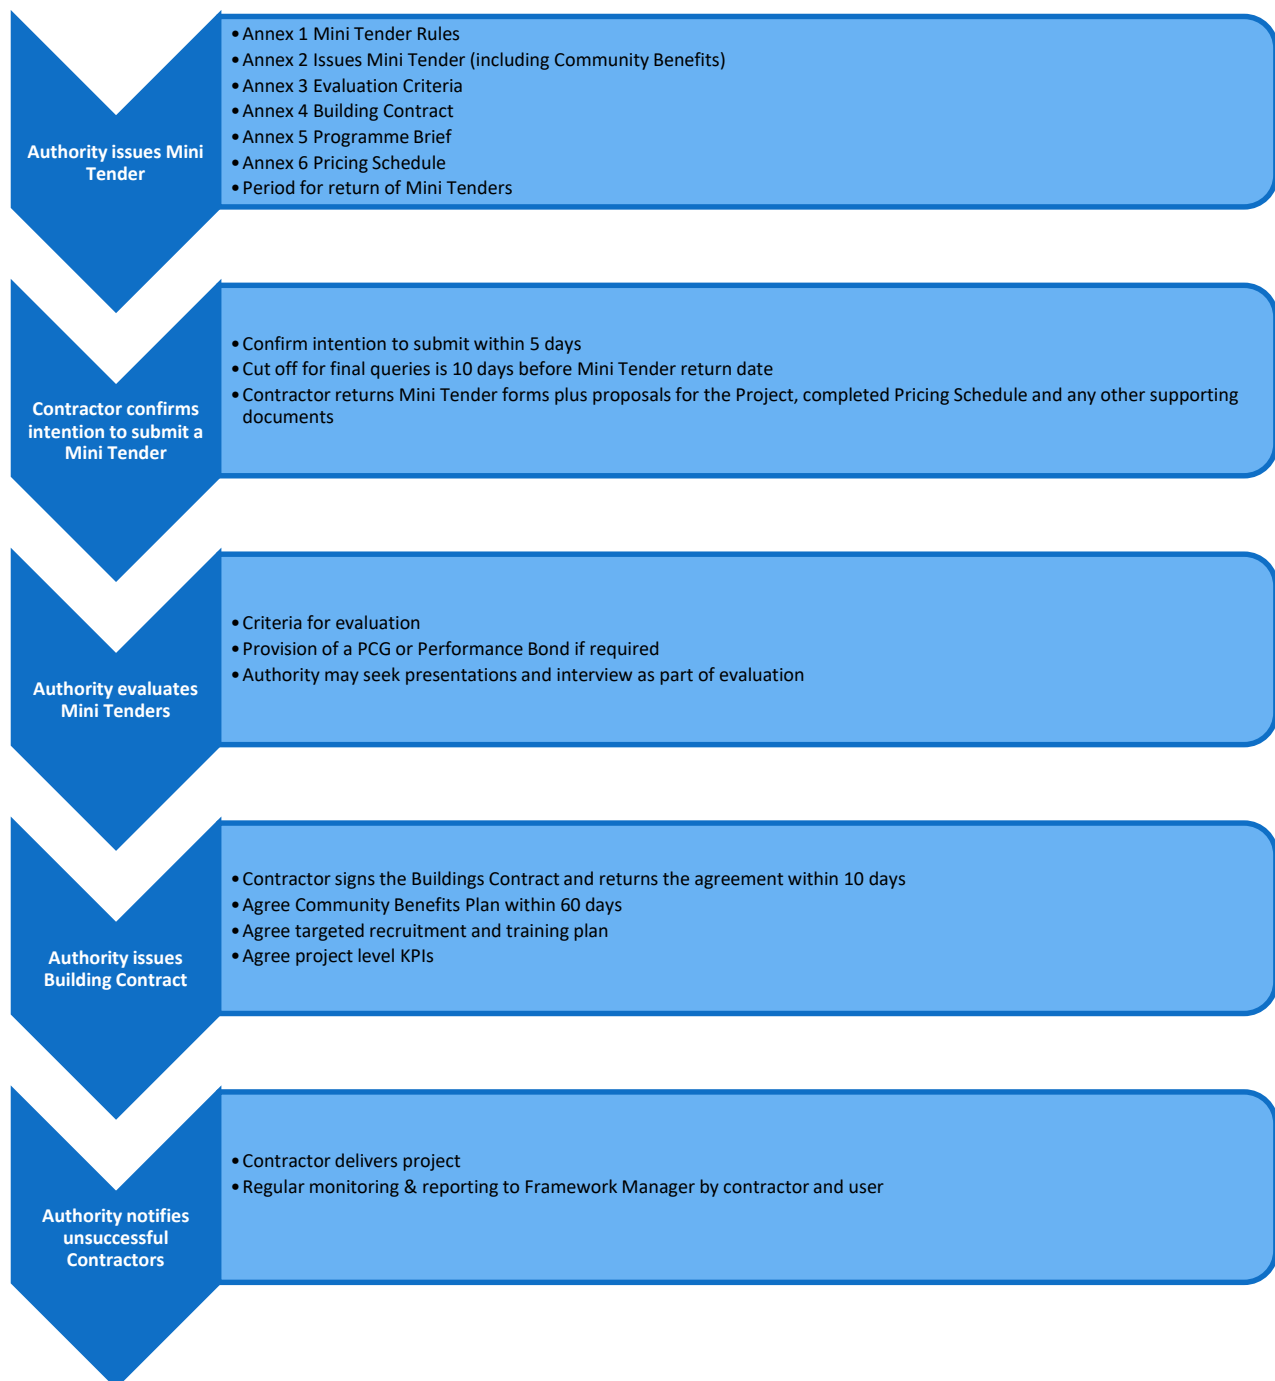 Authority issues Mini
Tender
•Annex 1 Mini Tender Rules
•Annex 2 Issues Mini Tender (including Community Benefits)
•Annex 3 Evaluation Criteria
•Annex 4 Building Contract
•Annex 5 Programme Brief
•Annex 6 Pricing Schedule
•Period for return of Mini Tenders
Contractor confirms
intention to submit a
Mini Tender
•Confirm intention to submit within 5 days
•Cut off for final queries is 10 days before Mini Tender return date
•Contractor returns Mini Tender forms plus proposals for the Project, completed Pricing Schedule and any other supporting
documents
Authority evaluates
Mini Tenders
•Criteria for evaluation
•Provision of a PCG or Performance Bond if required
•Authority may seek presentations and interview as part of evaluation
Authority issues
Building Contract
•Contractor signs the Buildings Contract and returns the agreement within 10 days
•Agree Community Benefits Plan within 60 days
•Agree targeted recruitment and training plan
•Agree project level KPIs
Authority notifies
unsuccessful
Contractors
•Contractor delivers project
•Regular monitoring & reporting to Framework Manager by contractor and user